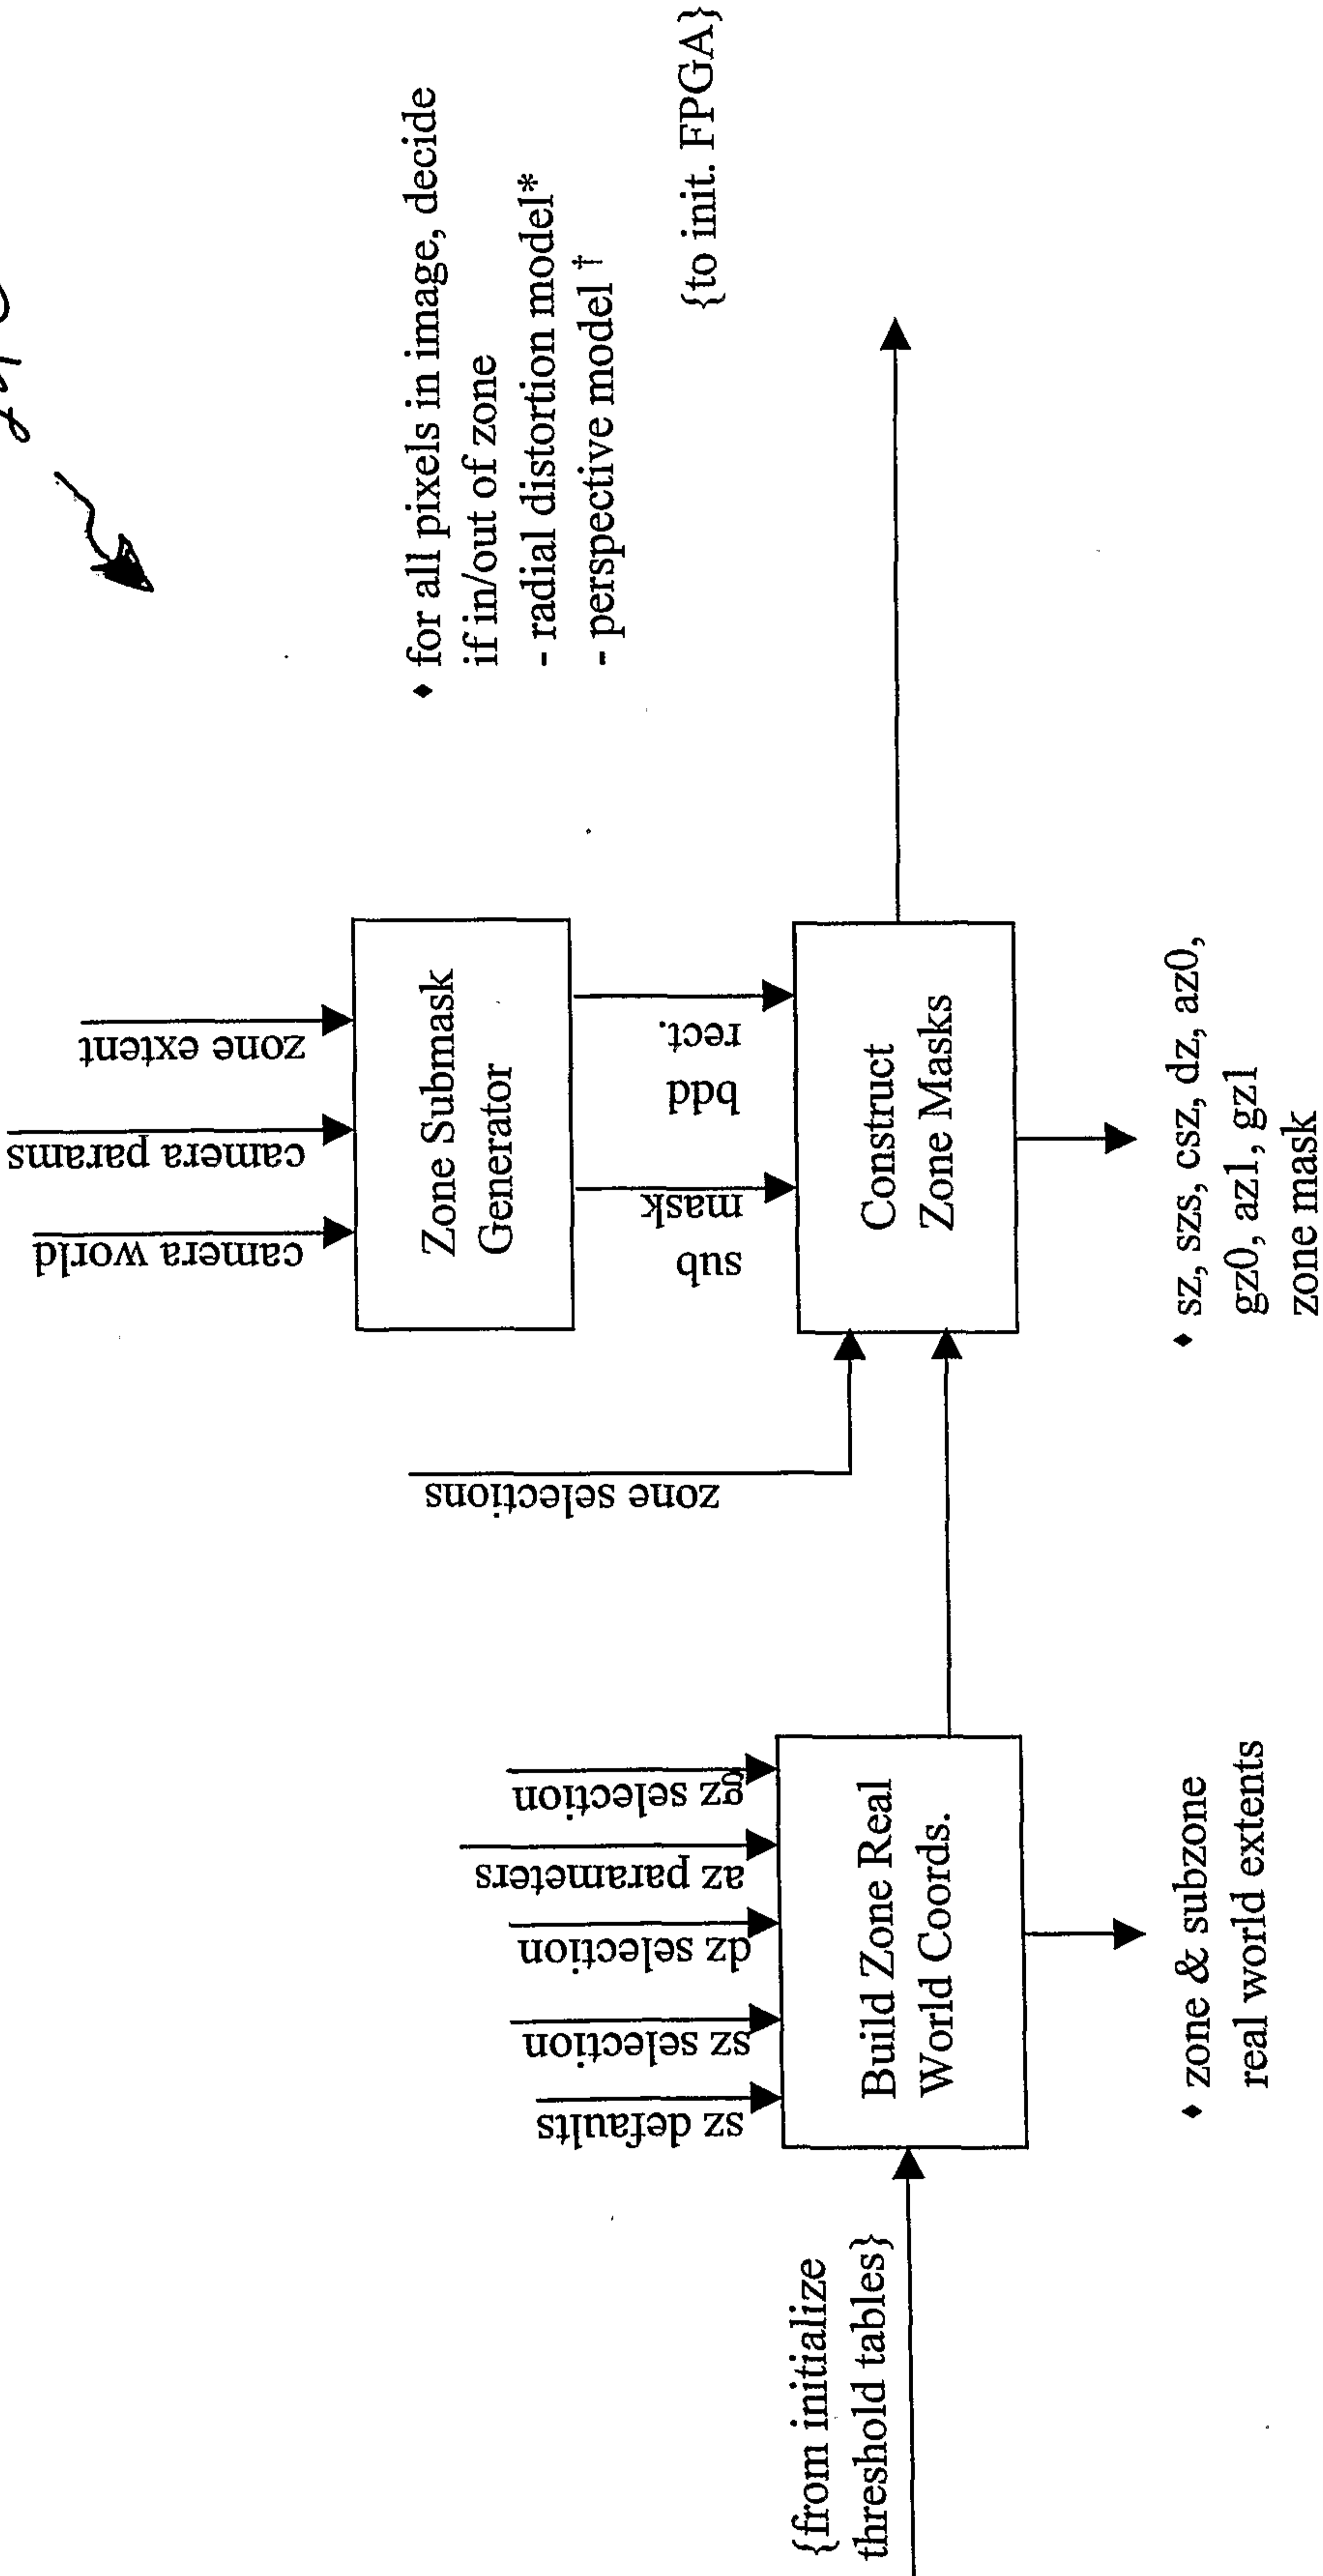 {from initialize
threshold tables}
sz defaults
sz selection
dz selection
az parameters
gz selection
Build Zone Real
World Coords.
♦ zone & subzone
real world extents
zone selections
camera world
camera params
zone extent
Zone Submask
Generator
sub
mask
bdd
rect.
Construct
Zone Masks
♦ sz, szs, csz, dz, az0,
gz0, az1, gz1
zone mask
♦ for all pixels in image, decide
if in/out of zone
- radial distortion model*
- perspective model †
{to init. FPGA}